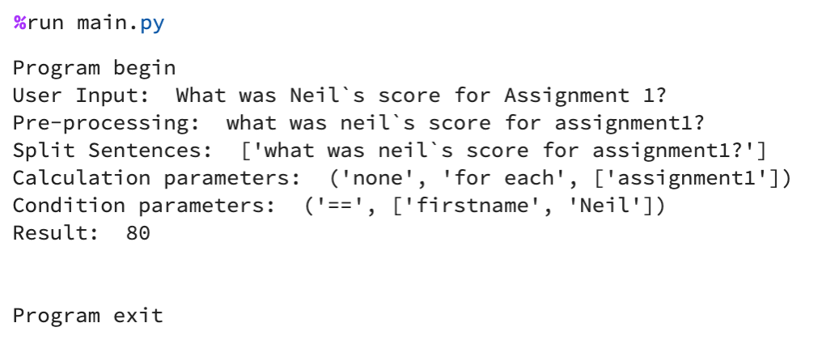 %run main.py
Program begin
User Input:  What was Neil`s score for Assignment 1?
Pre-processing:  what was neil`s score for assignment1?
Split Sentences:  ['what was neil`s score for assignment1?']
Calculation parameters:  ('none', 'for each', ['assignment1'])
Condition parameters:  ('==', ['firstname', 'Neil'])
Result:  80
Program exit